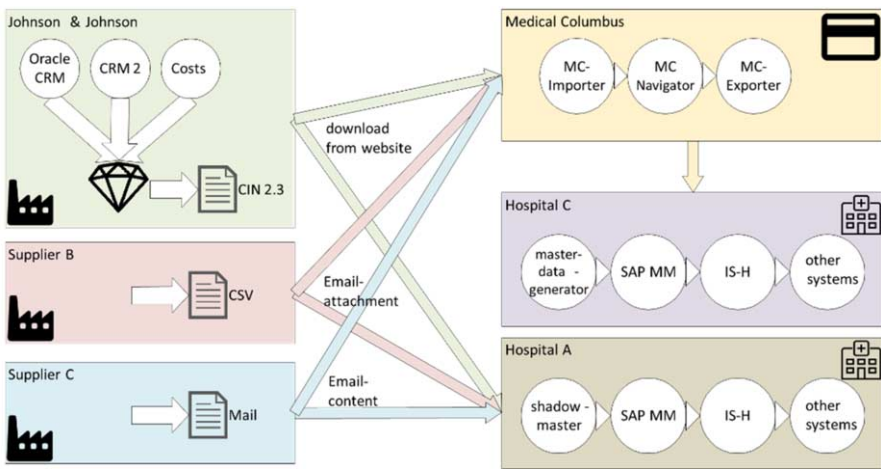 Johnson & Johnson
Oracle
CRM
CRM 2
Costs
CIN 2.3
Supplier B
CSV
Supplier C
Mail
download
from website
Email-
attachment
Email-
content
Medical Columbus
MC-
Importer
MC
Navigator
MC-
Exporter
Hospital C
master-
data -
generator
SAP MM
IS-H
other
systems
Hospital A
shadow -
master
SAP MM
IS-H
other
systems